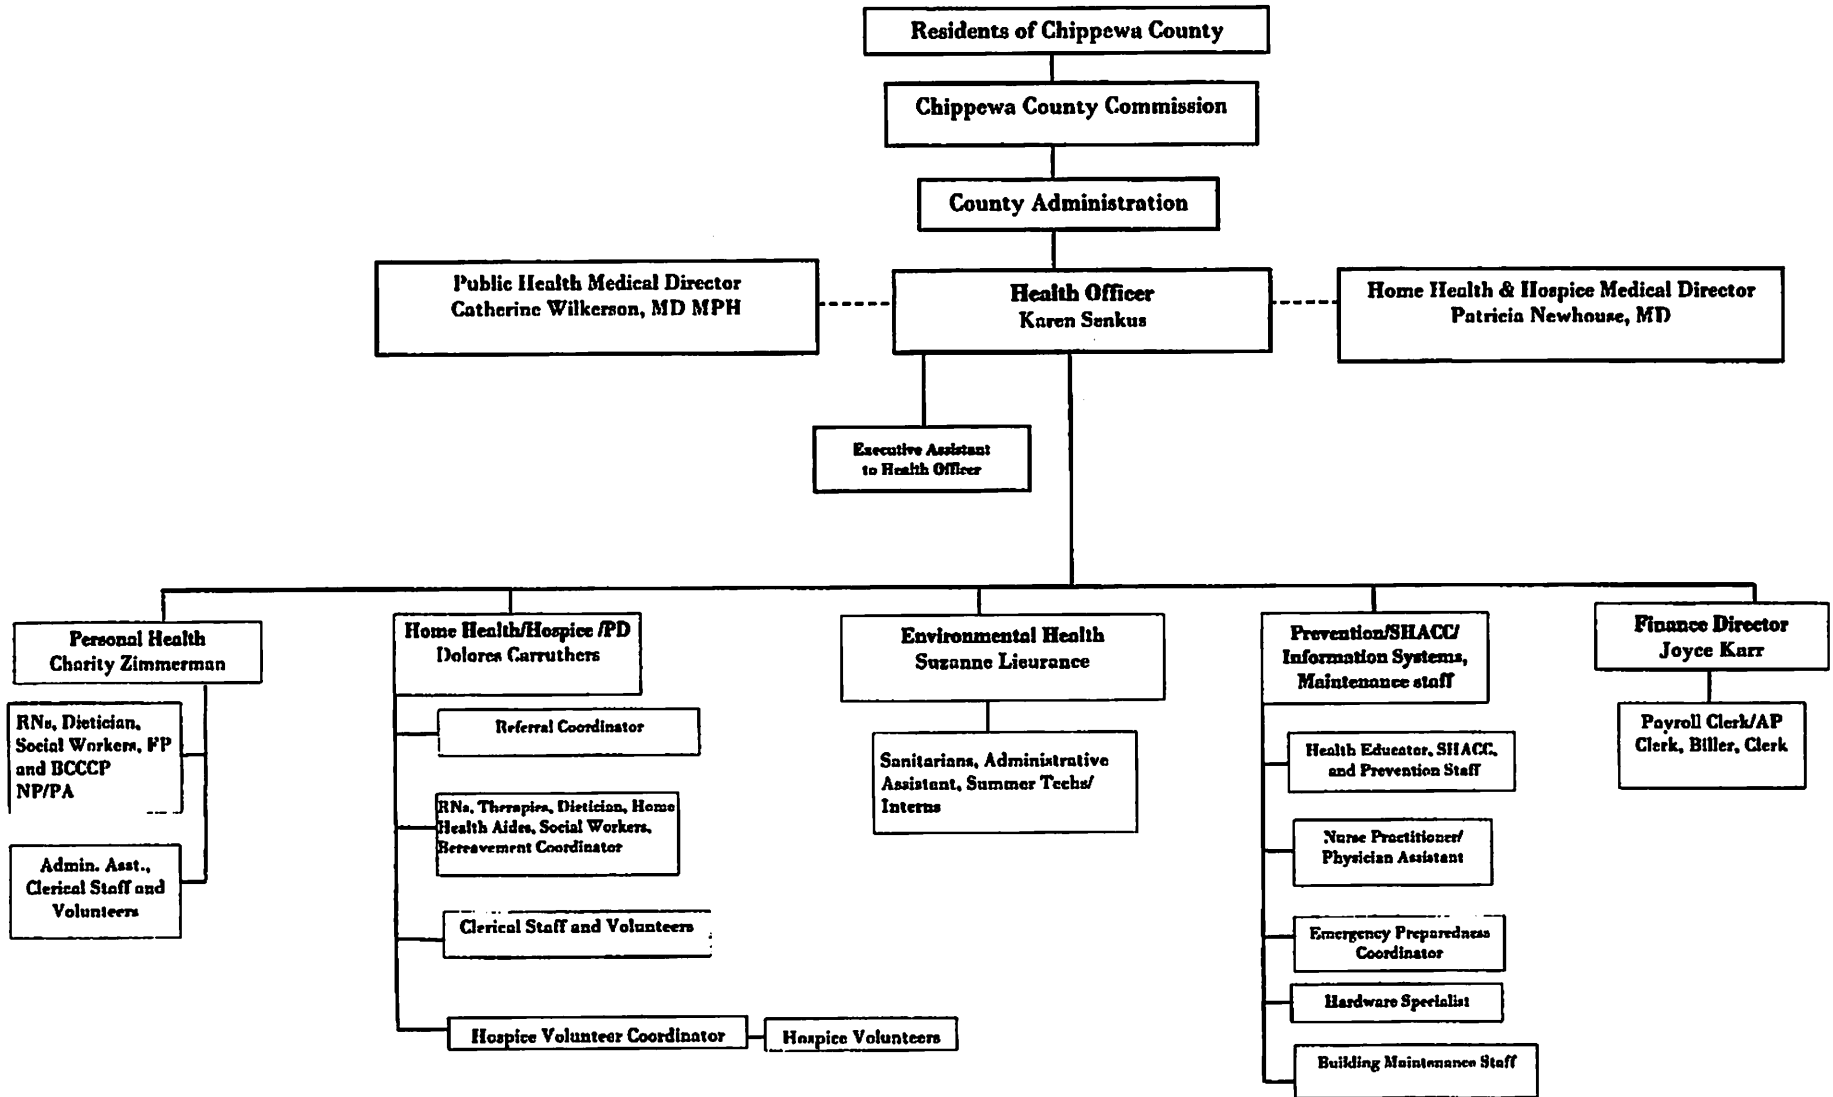 Residents of Chippewa County
Chippewa County Commission
County Administration
Public Health Medical Director
Catherine Wilkerson, MD MPH
Health Officer
Karen Senkus
Home Health & Hospice Medical Director
Patricia Newhouse, MD
Executive Assistant
to Health Officer
Personal Health
Charity Zimmerman
RNs, Dietician,
Social Workers, FP
and BCCCP
NP/PA
Admin. Asst.,
Clerical Staff and
Volunteers
Home Health/Hospice /PD
Dolores Carruthers
Referral Coordinator
RNs, Therapies, Dietician, Home
Health Aides, Social Workers,
Bereavement Coordinator
Clerical Staff and Volunteers
Hospice Volunteer Coordinator
Hospice Volunteers
Environmental Health
Suzanne Lieurance
Sanitarians, Administrative
Assistant, Summer Techs/
Interns
Prevention/SHACC/
Information Systems,
Maintenance staff
Health Educator, SHACC,
and Prevention Staff
Nurse Practitioner/
Physician Assistant
Emergency Preparedness
Coordinator
Hardware Specialist
Building Maintenance Staff
Finance Director
Joyce Karr
Payroll Clerk/AP
Clerk, Biller, Clerk